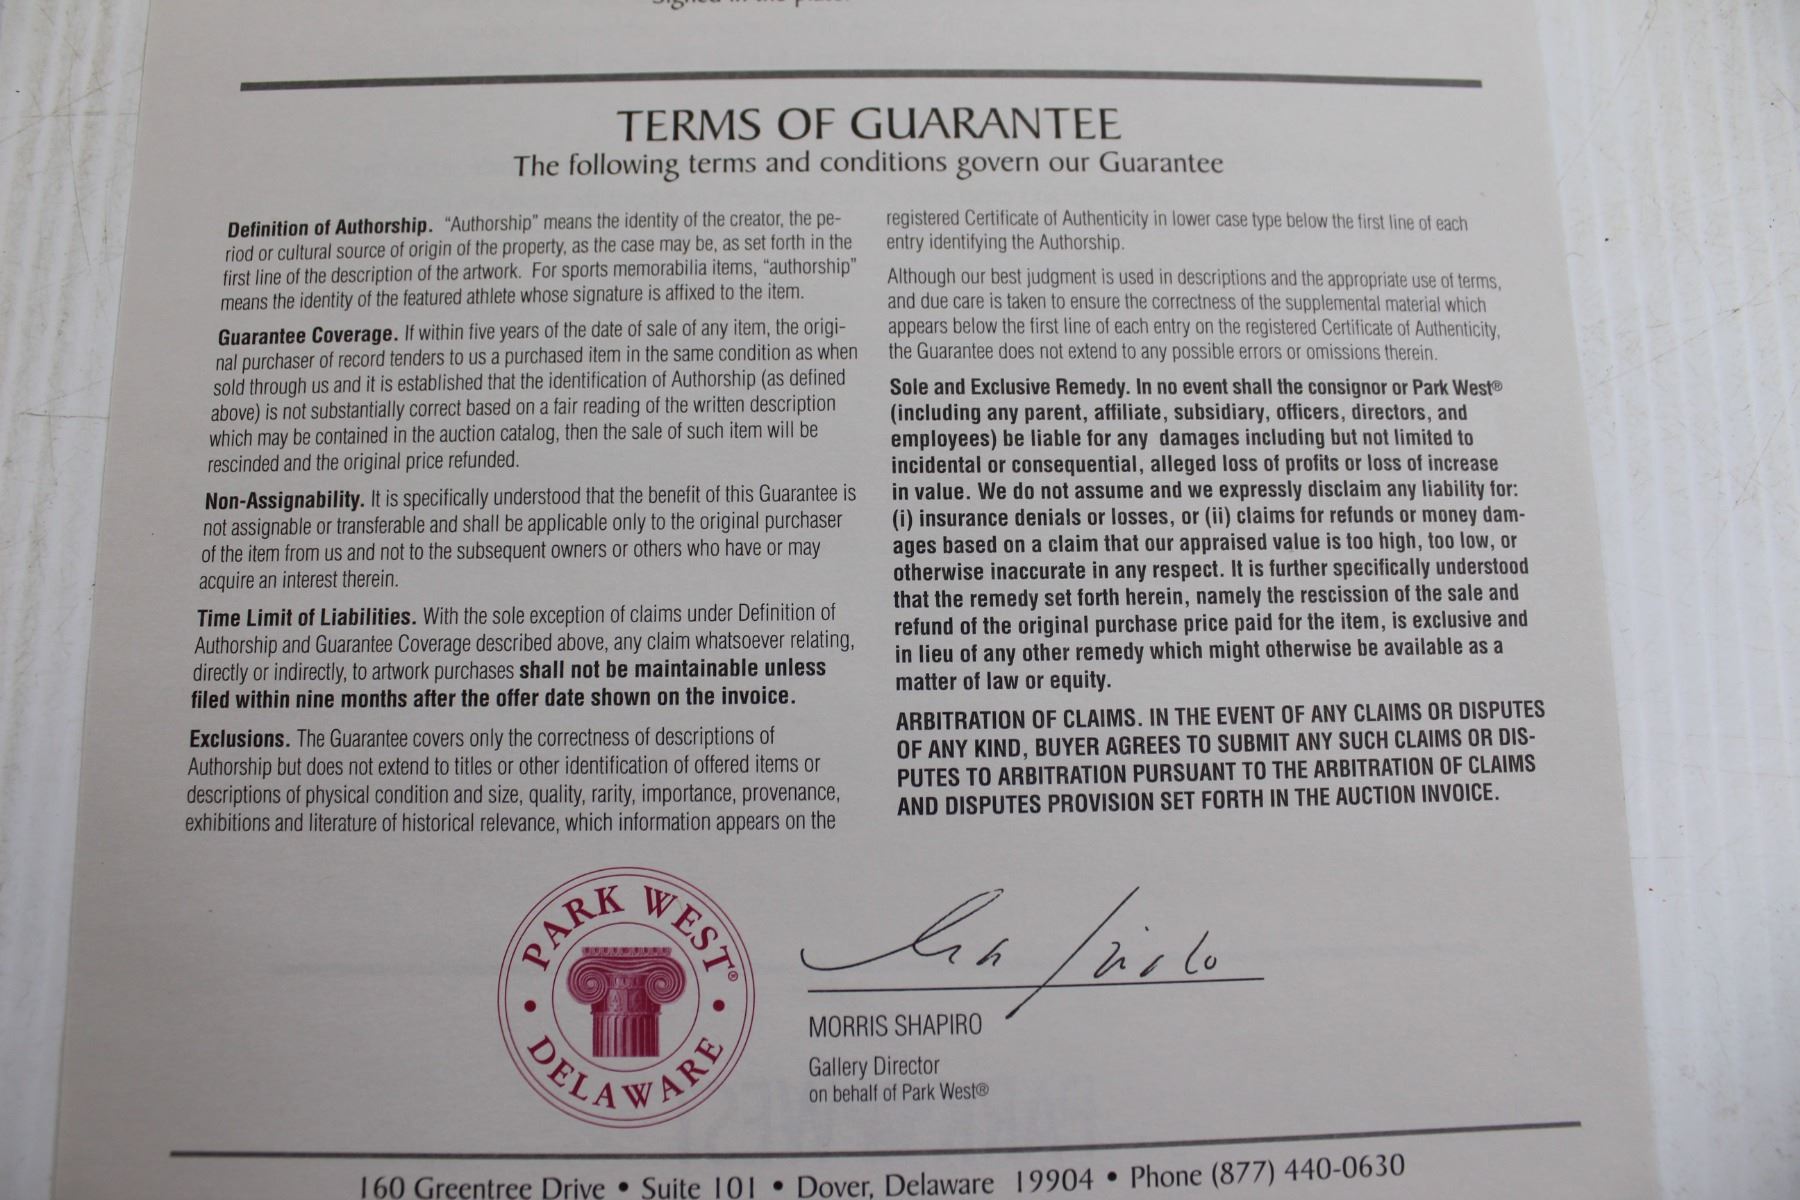 Signed in the plate.
TERMS OF GUARANTEE
The following terms and conditions govern our Guarantee
Definition of Authorship. “Authorship” means the identity of the creator, the pe-
riod or cultural source of origin of the property, as the case may be, as set forth in the
first line of the description of the artwork. For sports memorabilia items, “authorship”
means the identity of the featured athlete whose signature is affixed to the item.
Guarantee Coverage. If within five years of the date of sale of any item, the origi-
nal purchaser of record tenders to us a purchased item in the same condition as when
sold through us and it is established that the identification of Authorship (as defined
above) is not substantially correct based on a fair reading of the written description
which may be contained in the auction catalog, then the sale of such item will be
rescinded and the original price refunded.
Non-Assignability. It is specifically understood that the benefit of this Guarantee is
not assignable or transferable and shall be applicable only to the original purchaser
of the item from us and not to the subsequent owners or others who have or may
acquire an interest therein.
Time Limit of Liabilities. With the sole exception of claims under Definition of
Authorship and Guarantee Coverage described above, any claim whatsoever relating,
directly or indirectly, to artwork purchases shall not be maintainable unless
filed within nine months after the offer date shown on the invoice.
Exclusions. The Guarantee covers only the correctness of descriptions of
Authorship but does not extend to titles or other identification of offered items or
descriptions of physical condition and size, quality, rarity, importance, provenance,
exhibitions and literature of historical relevance, which information appears on the
registered Certificate of Authenticity in lower case type below the first line of each
entry identifying the Authorship.
Although our best judgment is used in descriptions and the appropriate use of terms,
and due care is taken to ensure the correctness of the supplemental material which
appears below the first line of each entry on the registered Certificate of Authenticity,
the Guarantee does not extend to any possible errors or omissions therein.
Sole and Exclusive Remedy. In no event shall the consignor or Park West®
(including any parent, affiliate, subsidiary, officers, directors, and
employees) be liable for any damages including but not limited to
incidental or consequential, alleged loss of profits or loss of increase
in value. We do not assume and we expressly disclaim any liability for:
(i) insurance denials or losses, or (ii) claims for refunds or money dam-
ages based on a claim that our appraised value is too high, too low, or
otherwise inaccurate in any respect. It is further specifically understood
that the remedy set forth herein, namely the rescission of the sale and
refund of the original purchase price paid for the item, is exclusive and
in lieu of any other remedy which might otherwise be available as a
matter of law or equity.
ARBITRATION OF CLAIMS. IN THE EVENT OF ANY CLAIMS OR DISPUTES
OF ANY KIND, BUYER AGREES TO SUBMIT ANY SUCH CLAIMS OR DIS-
PUTES TO ARBITRATION PURSUANT TO THE ARBITRATION OF CLAIMS
AND DISPUTES PROVISION SET FORTH IN THE AUCTION INVOICE.
PARK WEST®
• DELAWARE •
MORRIS SHAPIRO
Gallery Director
on behalf of Park West®
160 Greentree Drive • Suite 101 • Dover, Delaware 19904 • Phone (877) 440-0630